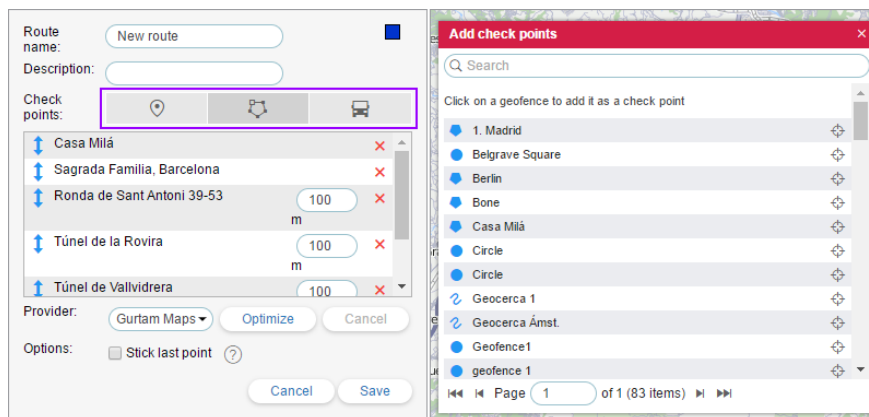 Route
name:
New route
Description:
Check
points:
Casa Milá
Sagrada Familia, Barcelona
Ronda de Sant Antoni 39-53
100
m
Túnel de la Rovira
100
m
Túnel de Vallvidrera
100
Provider:
Gurtam Maps
Optimize
Cancel
Options:
Stick last point
?
Cancel
Save
Add check points
Search
Click on a geofence to add it as a check point
1. Madrid
Belgrave Square
Berlin
Bone
Casa Milá
Circle
Circle
Geocerca 1
Geocerca Ámst.
Geofence1
geofence 1
Page 1 of 1 (83 items)